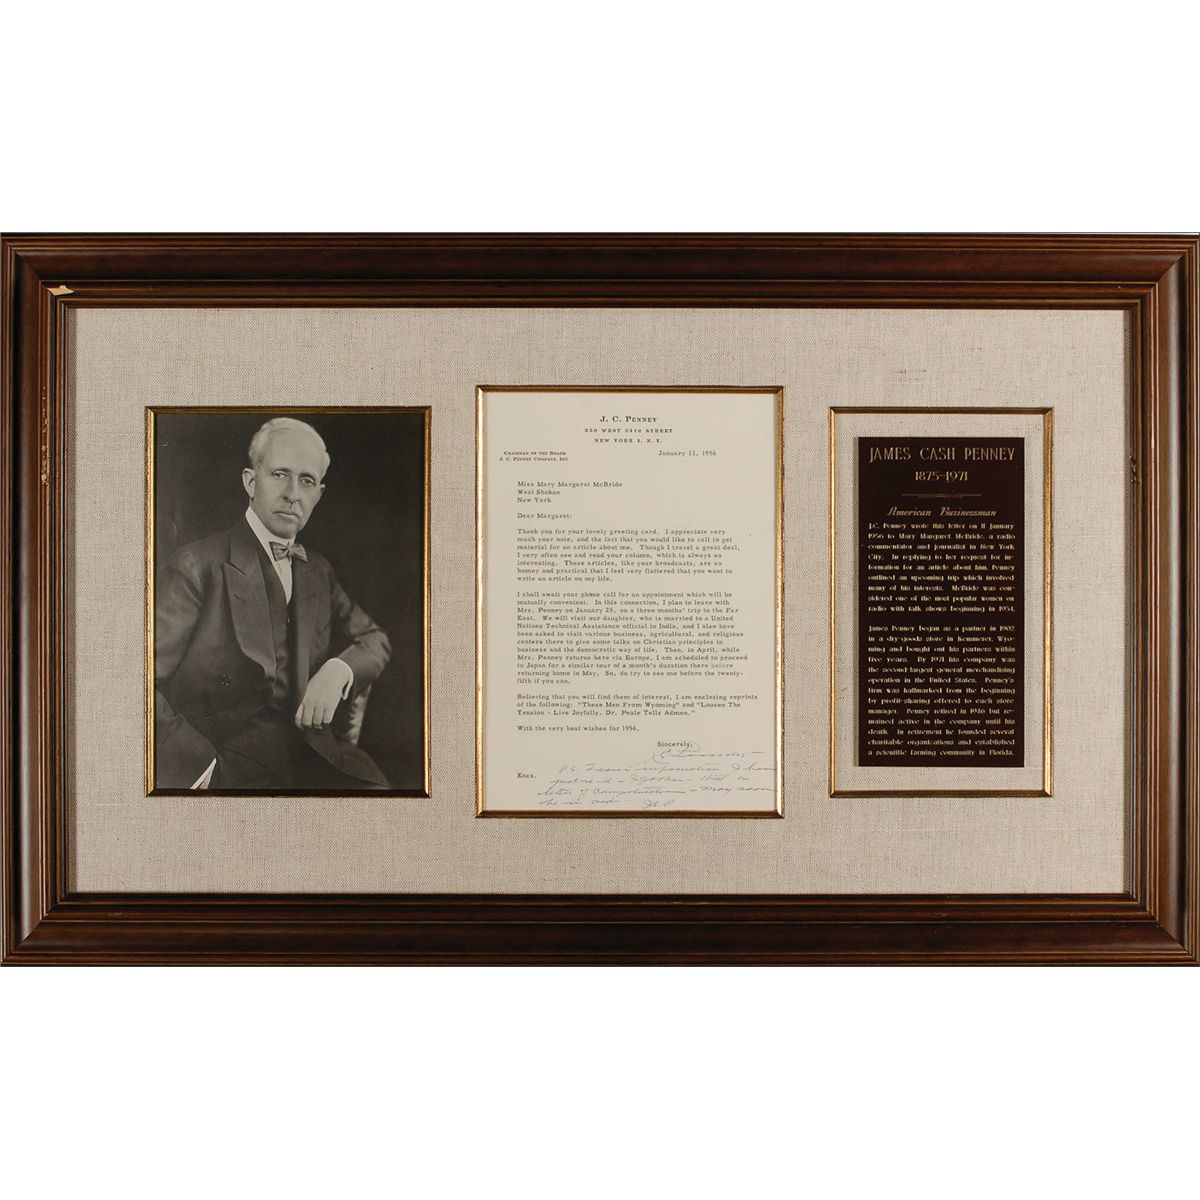 J. C. PENNEY
330 WEST 34TH STREET
NEW YORK 1, N. Y.
CHAIRMAN OF THE BOARD
J. C. PENNEY COMPANY, INC.
January 11, 1956
Miss Mary Margaret McBride
West Shokan
New York
Dear Margaret:
Thank you for your lovely greeting card. I appreciate very
much your note, and the fact that you would like to call to get
material for an article about me. Though I travel a great deal,
I very often see and read your column, which is always so
interesting. These articles, like your broadcasts, are so
homey and practical that I feel very flattered that you want to
write an article on my life.
I shall await your phone call for an appointment which will be
mutually convenient. In this connection, I plan to leave with
Mrs. Penney on January 25, on a three months' trip to the Far
East. We will visit our daughter, who is married to a United
Nations Technical Assistance official in India, and I also have
been asked to visit various business, agricultural, and religious
centers there to give some talks on Christian principles in
business and the democratic way of life. Then, in April, while
Mrs. Penney returns here via Europe, I am scheduled to proceed
to Japan for a similar tour of a month's duration there before
returning home in May. So, do try to see me before the twenty-
fifth if you can.
Believing that you will find them of interest, I am enclosing reprints
of the following: "These Men From Wyoming" and "Loosen The
Tension - Live Joyfully, Dr. Peale Tells Admen."
With the very best wishes for 1956,
Sincerely,
Encs.
P.S. From information I have
I gather that
letter of - May soon
be in JCP
JAMES CASH PENNEY
1875-1971
American Businessman
J.C. Penney wrote this letter on 11 January
1956 to Mary Margaret McBride, a radio
commentator and journalist in New York
City. In replying to her request for in-
formation for an article about him, Penney
outlined an upcoming trip which involved
many of his interests. McBride was con-
sidered one of the most popular women on
radio with talk shows beginning in 1934.
James Penney began as a partner in 1902
in a dry-goods store in Kemmerer, Wyo-
ming and bought out his partners within
five years. By 1971 his company was
the second-largest general merchandising
operation in the United States. Penney's
firm was hallmarked from the beginning
by profit-sharing offered to each store
manager. Penney retired in 1946 but re-
mained active in the company until his
death. In retirement he founded several
charitable organizations and established
a scientific farming community in Florida.